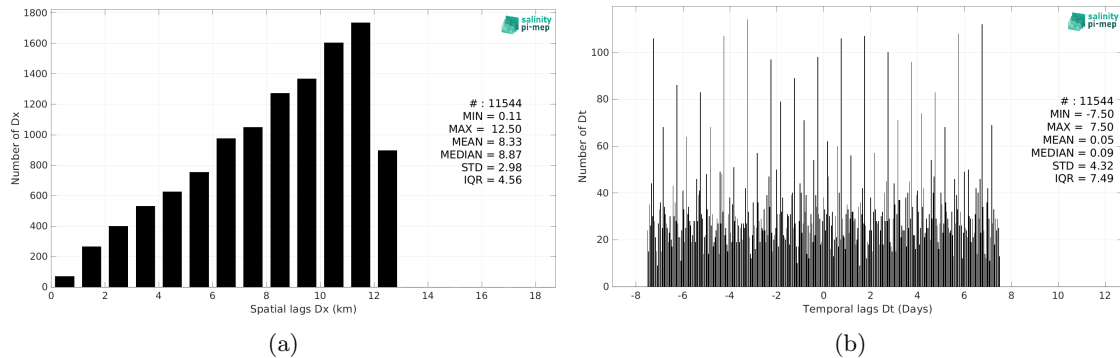 salinity
pi-mep
1800
1600
1400
1200
1000
800
600
400
200
0
Number of Dx
# : 11544
MIN = 0.11
MAX = 12.50
MEAN = 8.33
MEDIAN = 8.87
STD = 2.98
IQR = 4.56
0 2 4 6 8 10 12 14 16 18
Spatial lags Dx (km)
(a)
salinity
pi-mep
100
80
60
40
20
0
Number of Dt
# : 11544
MIN = -7.50
MAX = 7.50
MEAN = 0.05
MEDIAN = 0.09
STD = 4.32
IQR = 7.49
-8 -6 -4 -2 0 2 4 6 8 10 12
Temporal lags Dt (Days)
(b)